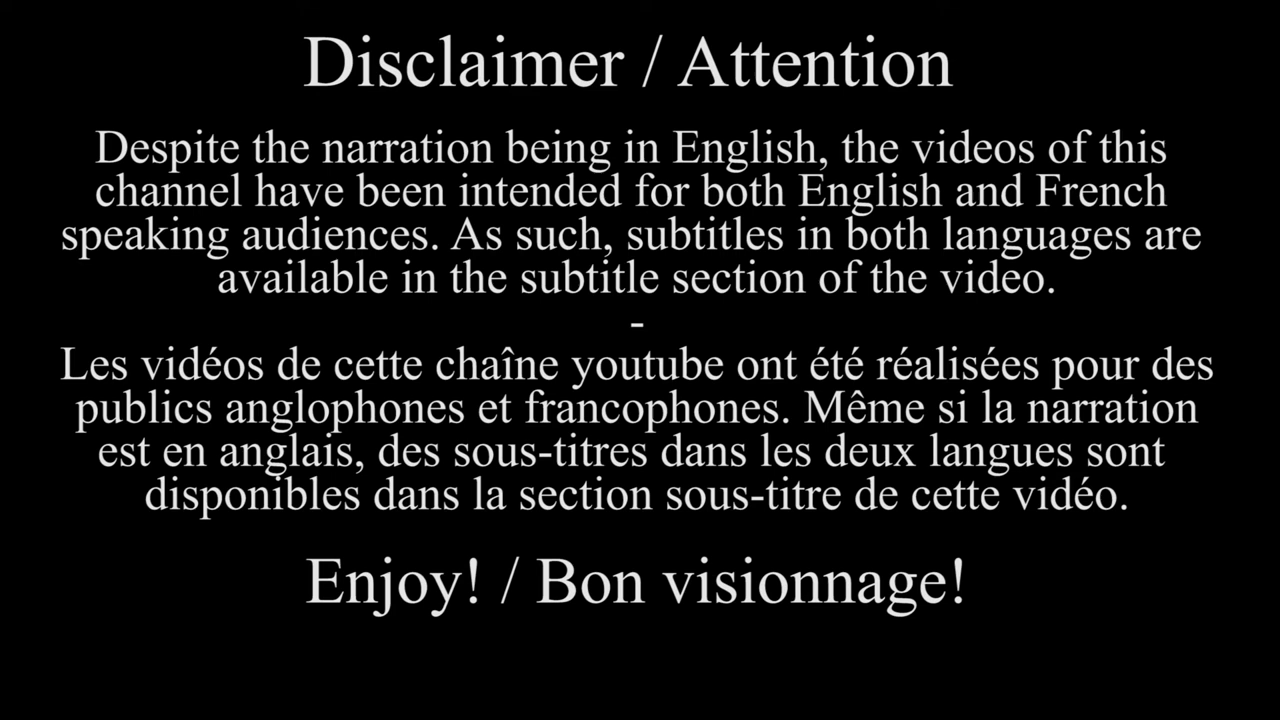 Disclaimer / Attention
Despite the narration being in English, the videos of this
channel have been intended for both English and French
speaking audiences. As such, subtitles in both languages are
available in the subtitle section of the video.
-
Les vidéos de cette chaîne youtube ont été réalisées pour des
publics anglophones et francophones. Même si la narration
est en anglais, des sous-titres dans les deux langues sont
disponibles dans la section sous-titre de cette vidéo.
Enjoy! / Bon visionnage!